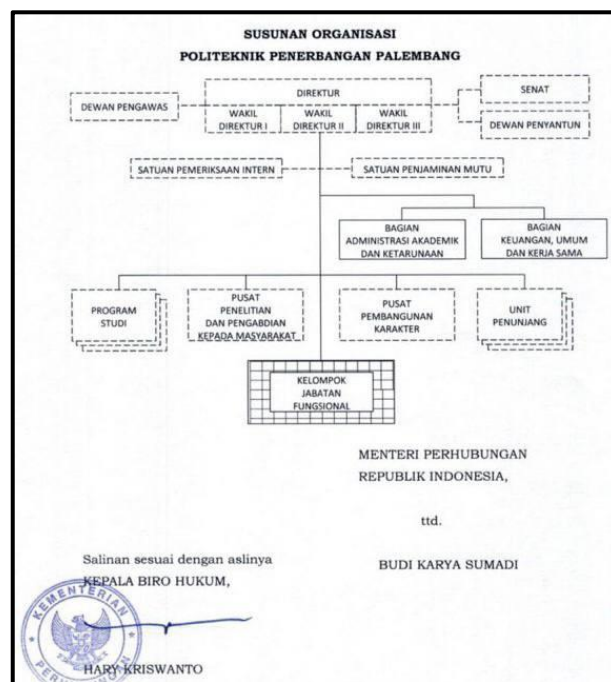 SUSUNAN ORGANISASI
POLITEKNIK PENERBANGAN PALEMBANG
DIREKTUR
DEWAN PENGAWAS
WAKIL
DIREKTUR I
WAKIL
DIREKTUR II
WAKIL
DIREKTUR III
SENAT
DEWAN PENYANTUN
SATUAN PEMERIKSAAN INTERN
SATUAN PENJAMINAN MUTU
BAGIAN
ADMINISTRASI AKADEMIK
DAN KETARUNAAN
BAGIAN
KEUANGAN, UMUM
DAN KERJA SAMA
PROGRAM
STUDI
PUSAT
PENELITIAN
DAN PENGABDIAN
KEPADA MASYARAKAT
PUSAT
PEMBANGUNAN
KARAKTER
UNIT
PENUNJANG
KELOMPOK
JABATAN
FUNGSIONAL
MENTERI PERHUBUNGAN
REPUBLIK INDONESIA,
ttd.
BUDI KARYA SUMADI
Salinan sesuai dengan aslinya
KEPALA BIRO HUKUM,
KEMENTERIAN
HARY KRISWANTO